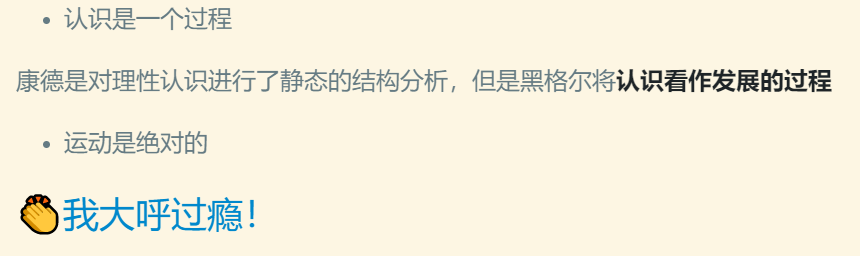 • 认识是一个过程
康德是对理性认识进行了静态的结构分析，但是黑格尔将认识看作发展的过程
• 运动是绝对的
👏我大呼过瘾！